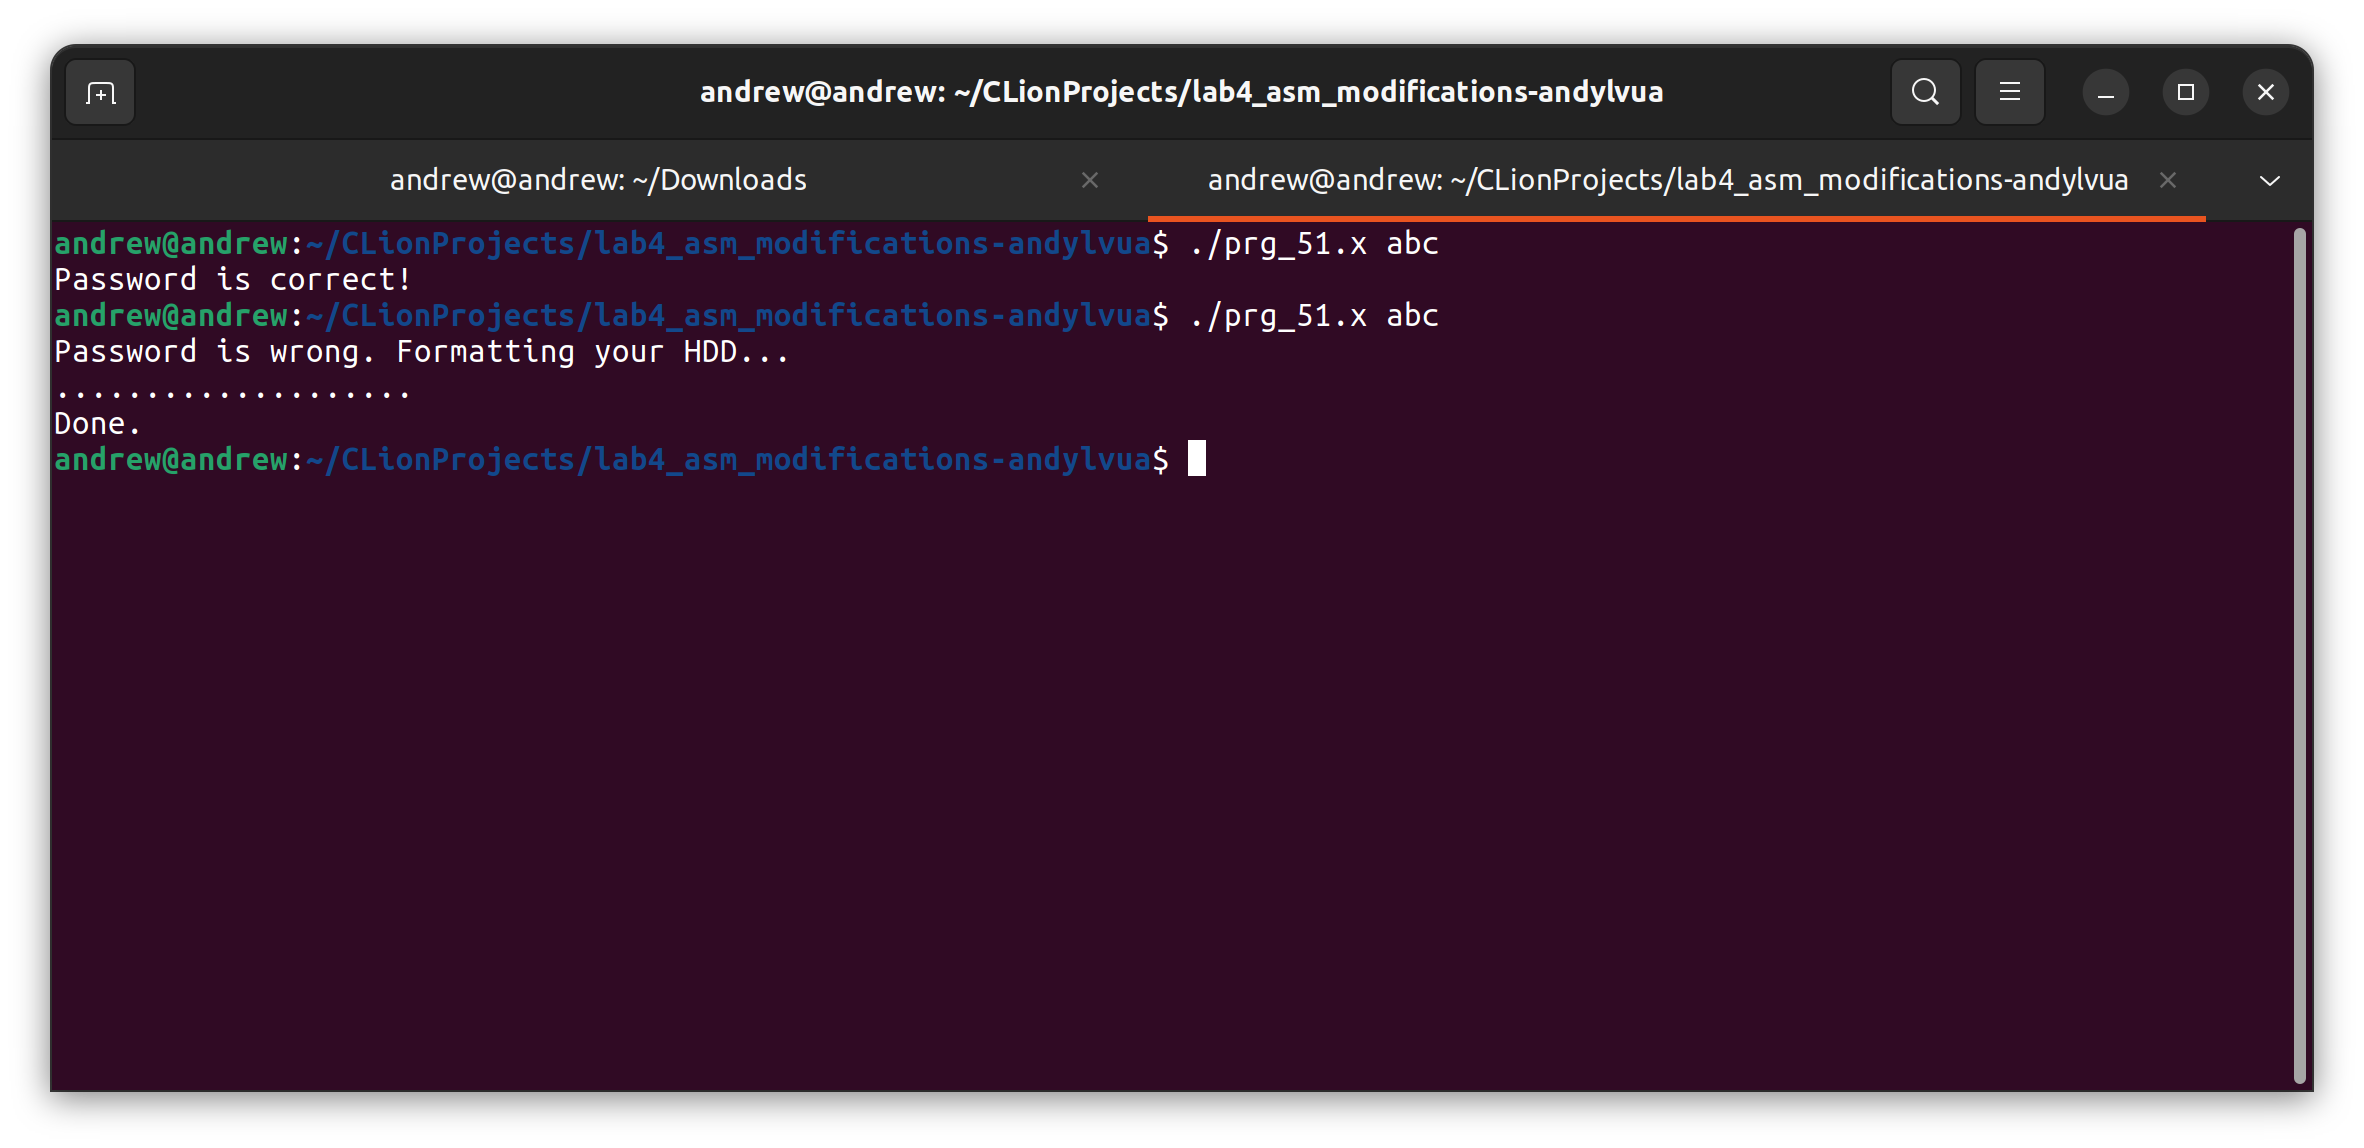 andrew@andrew: ~/CLionProjects/lab4_asm_modifications-andylvua
andrew@andrew: ~/Downloads
andrew@andrew: ~/CLionProjects/lab4_asm_modifications-andylvua
andrew@andrew:~/CLionProjects/lab4_asm_modifications-andylvua$ ./prg_51.x abc
Password is correct!
andrew@andrew:~/CLionProjects/lab4_asm_modifications-andylvua$ ./prg_51.x abc
Password is wrong. Formatting your HDD...
....................
Done.
andrew@andrew:~/CLionProjects/lab4_asm_modifications-andylvua$